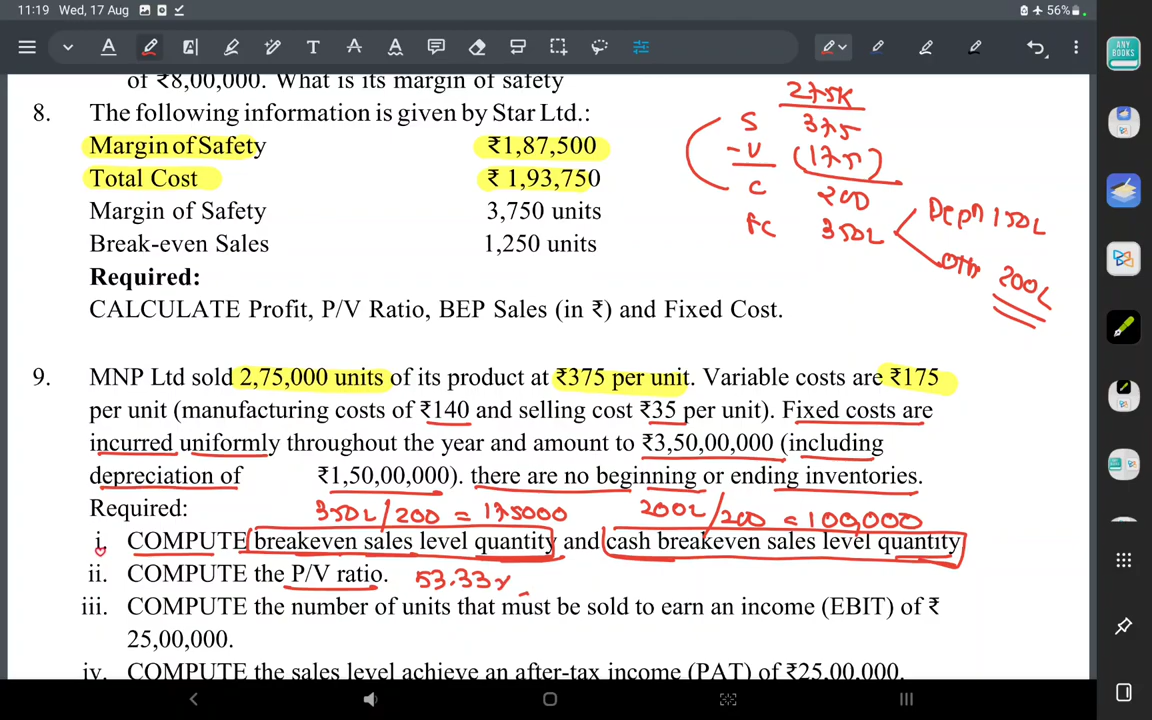 11:19 Wed, 17 Aug
56%
of ₹8,00,000. What is its margin of safety
8. The following information is given by Star Ltd.:
Margin of Safety ₹1,87,500
Total Cost ₹ 1,93,750
Margin of Safety 3,750 units
Break-even Sales 1,250 units
Required:
CALCULATE Profit, P/V Ratio, BEP Sales (in ₹) and Fixed Cost.
275K
S 375
- V (175)
C 200
FC 350L
Depn 150L
Oth 200L
9. MNP Ltd sold 2,75,000 units of its product at ₹375 per unit. Variable costs are ₹175
per unit (manufacturing costs of ₹140 and selling cost ₹35 per unit). Fixed costs are
incurred uniformly throughout the year and amount to ₹3,50,00,000 (including
depreciation of ₹1,50,00,000). there are no beginning or ending inventories.
Required:
350L/200 = 175000 200L/200 = 100,000
i. COMPUTE breakeven sales level quantity and cash breakeven sales level quantity
ii. COMPUTE the P/V ratio. 53.33%
iii. COMPUTE the number of units that must be sold to earn an income (EBIT) of ₹
25,00,000.
iv. COMPUTE the sales level achieve an after-tax income (PAT) of ₹25,00,000.
ANY
BOOKS